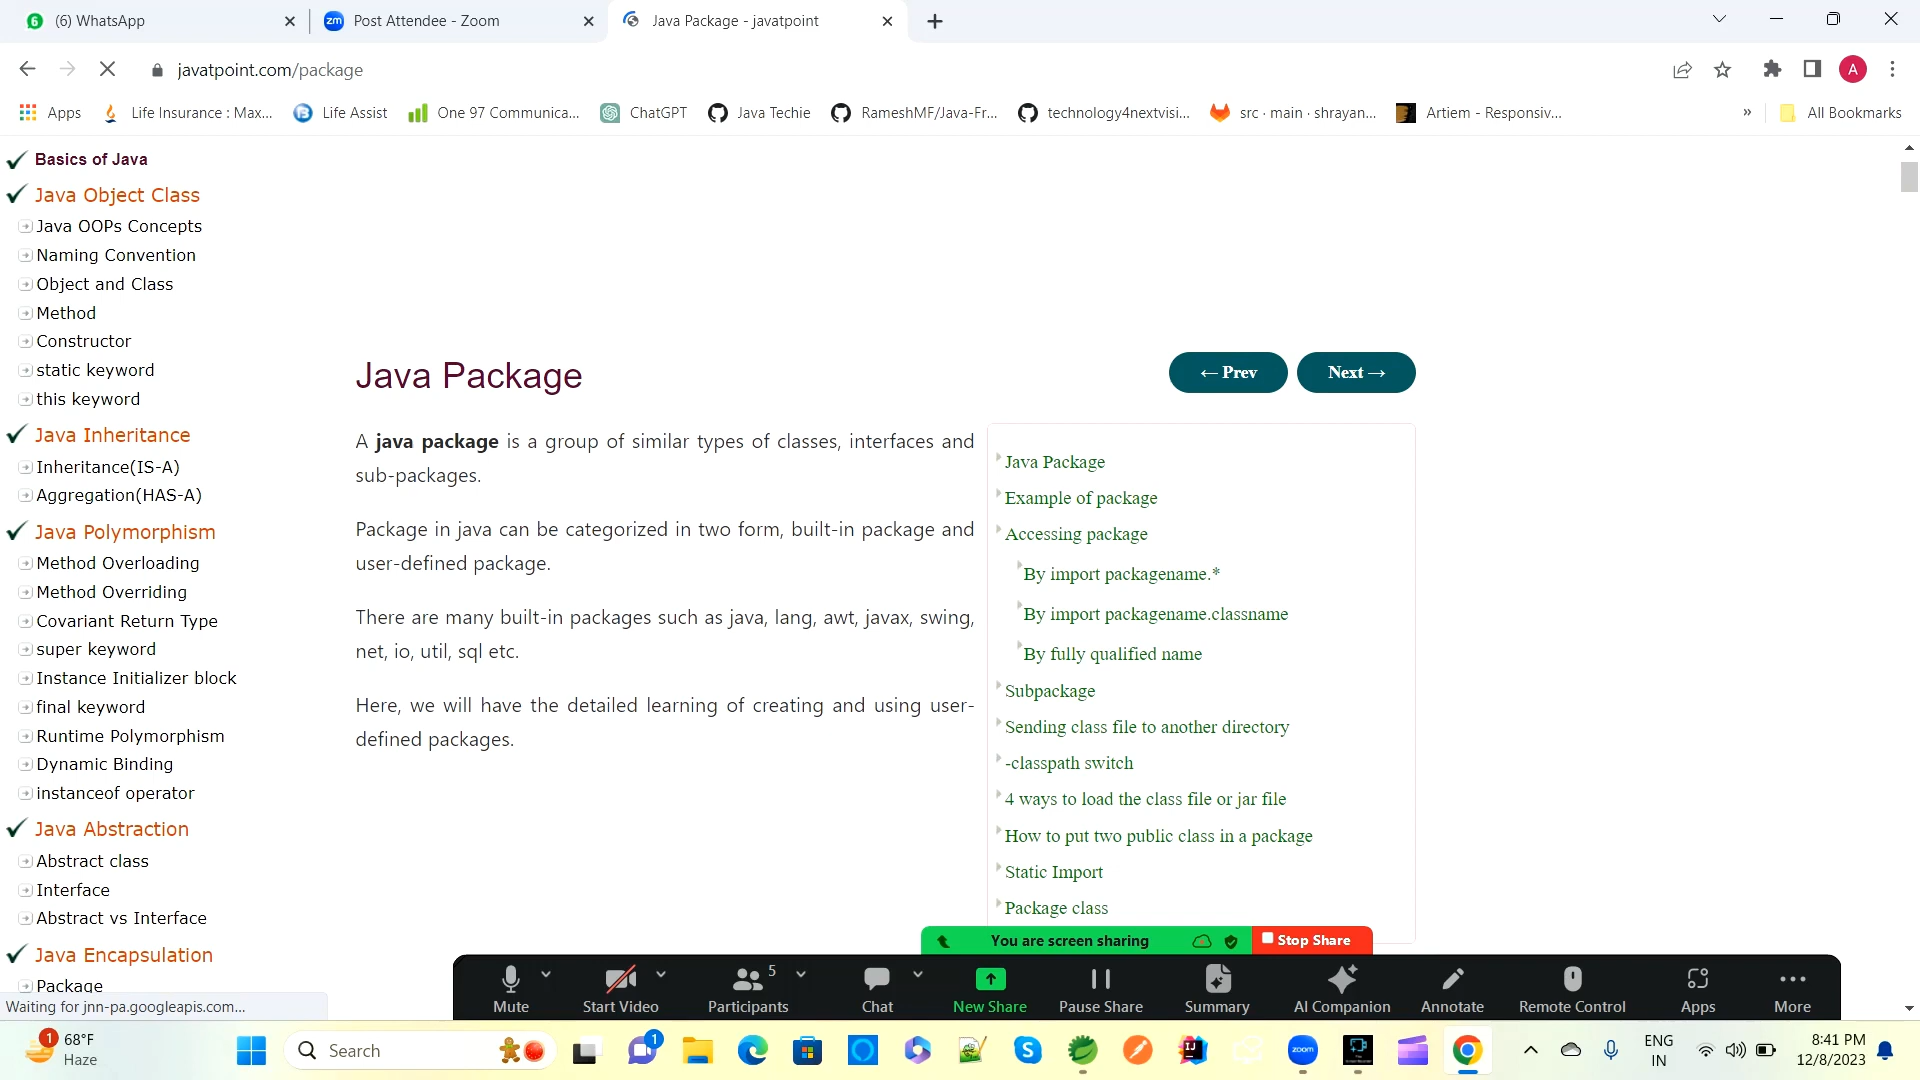 (6) WhatsApp
Post Attendee - Zoom
Java Package - javatpoint
javatpoint.com/package
Apps
Life Insurance : Max...
Life Assist
One 97 Communica...
ChatGPT
Java Techie
RameshMF/Java-Fr...
technology4nextvisi...
src · main · shrayan...
Artiem - Responsiv...
»
All Bookmarks
A
Basics of Java
Java Object Class
Java OOPs Concepts
Naming Convention
Object and Class
Method
Constructor
static keyword
this keyword
Java Inheritance
Inheritance(IS-A)
Aggregation(HAS-A)
Java Polymorphism
Method Overloading
Method Overriding
Covariant Return Type
super keyword
Instance Initializer block
final keyword
Runtime Polymorphism
Dynamic Binding
instanceof operator
Java Abstraction
Abstract class
Interface
Abstract vs Interface
Java Encapsulation
Package
Waiting for jnn-pa.googleapis.com...
Java Package
← Prev
Next →
A java package is a group of similar types of classes, interfaces and
sub-packages.
Package in java can be categorized in two form, built-in package and
user-defined package.
There are many built-in packages such as java, lang, awt, javax, swing,
net, io, util, sql etc.
Here, we will have the detailed learning of creating and using user-
defined packages.
Java Package
Example of package
Accessing package
By import packagename.*
By import packagename.classname
By fully qualified name
Subpackage
Sending class file to another directory
-classpath switch
4 ways to load the class file or jar file
How to put two public class in a package
Static Import
Package class
You are screen sharing
Stop Share
Mute
Start Video
Participants
5
Chat
New Share
Pause Share
Summary
AI Companion
Annotate
Remote Control
Apps
More
1
68°F
Haze
Search
1
zoom
ENG
IN
8:41 PM
12/8/2023